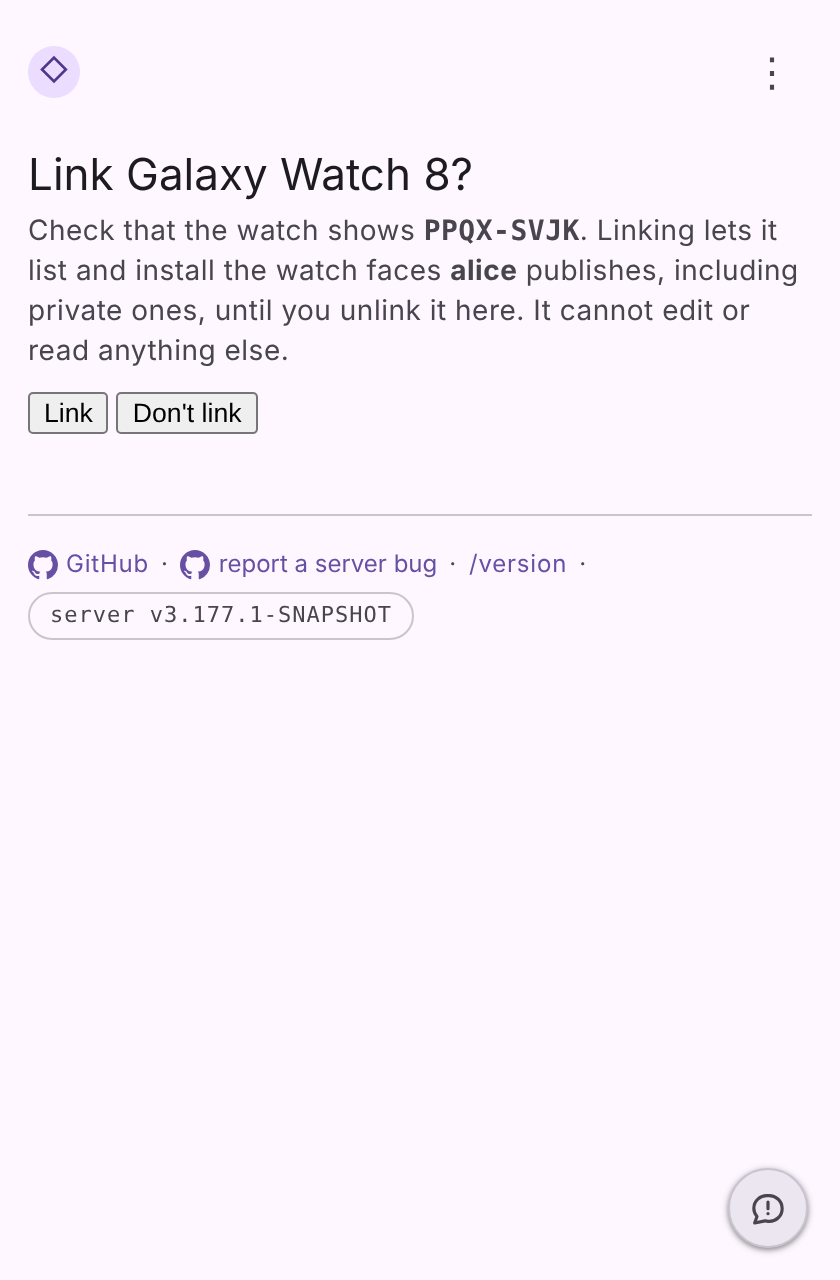 Link Galaxy Watch 8?
Check that the watch shows PPQX-SVJK. Linking lets it
list and install the watch faces alice publishes, including
private ones, until you unlink it here. It cannot edit or
read anything else.
Link Don't link
GitHub · report a server bug · /version ·
server v3.177.1-SNAPSHOT